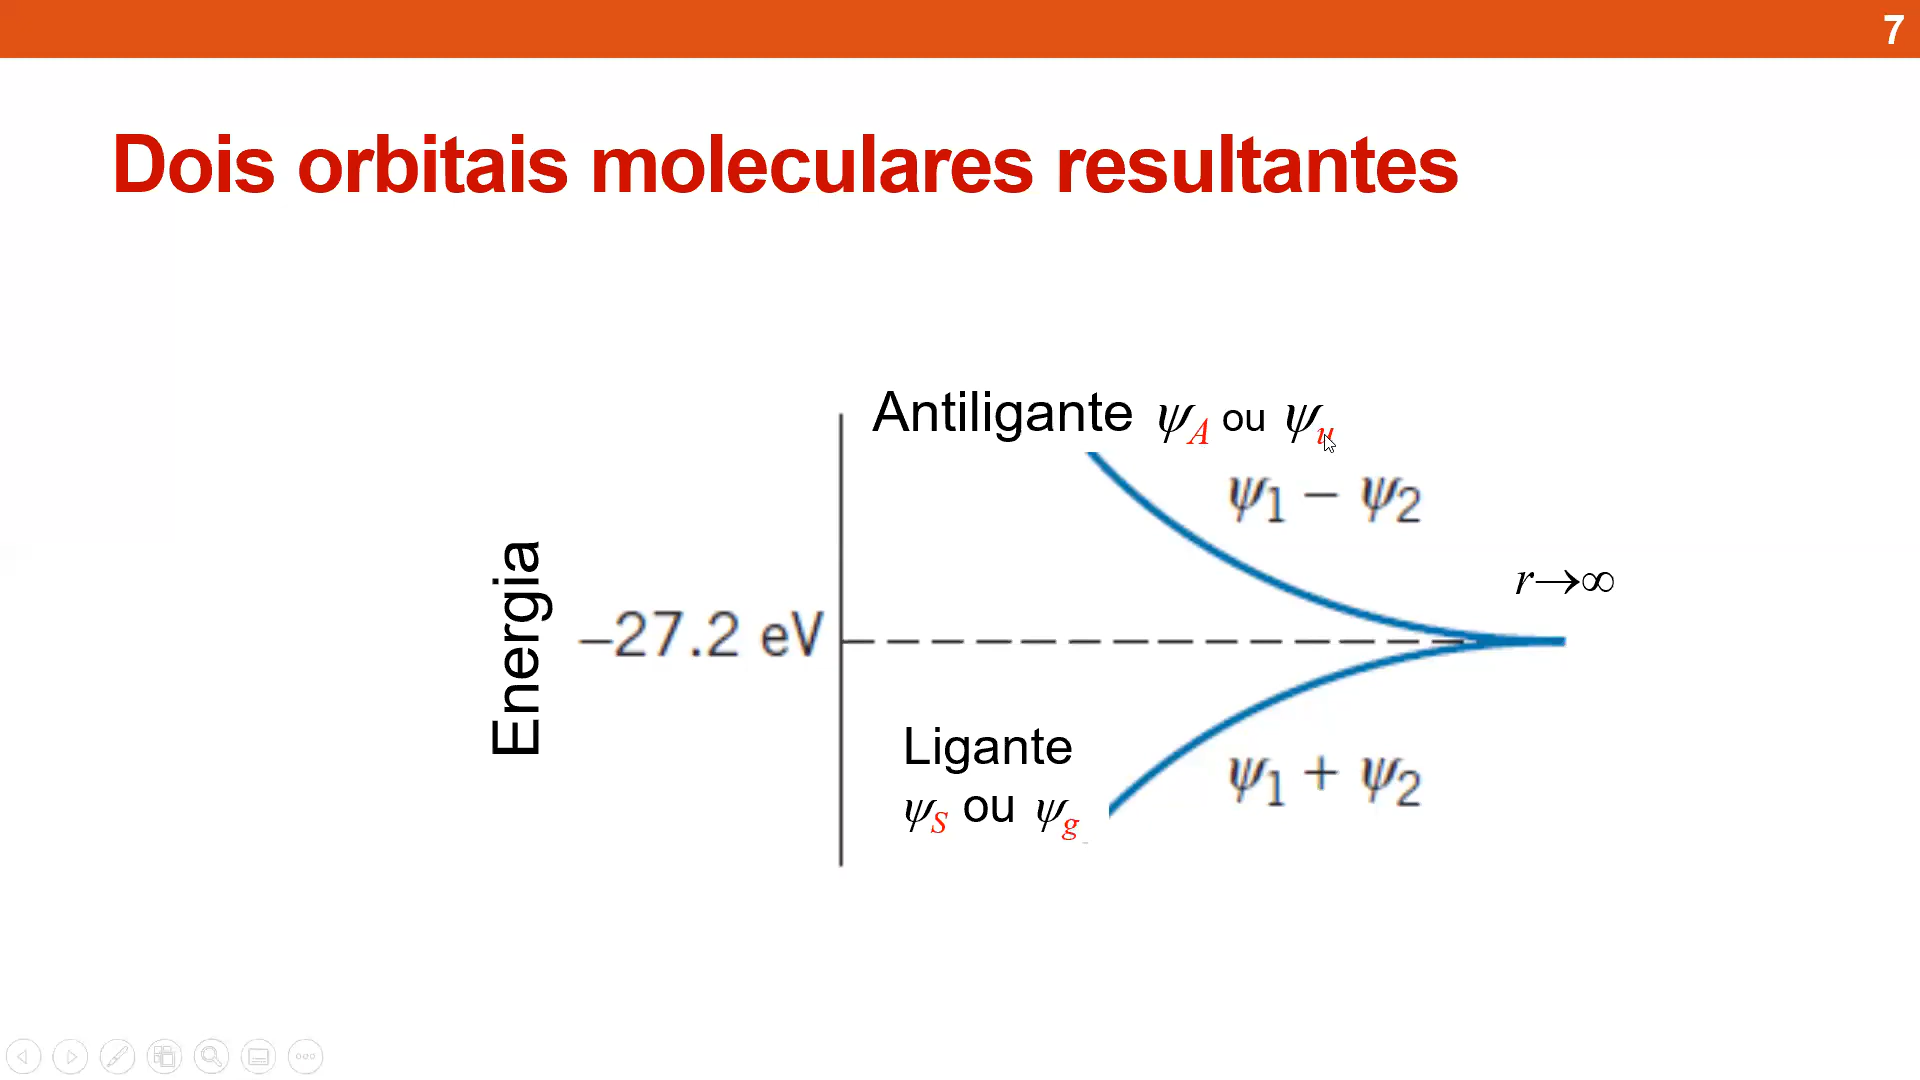 7
Dois orbitais moleculares resultantes
Antiligante ψA ou ψu
ψ1 − ψ2
r→∞
Energia
−27.2 eV
Ligante
ψS ou ψg
ψ1 + ψ2